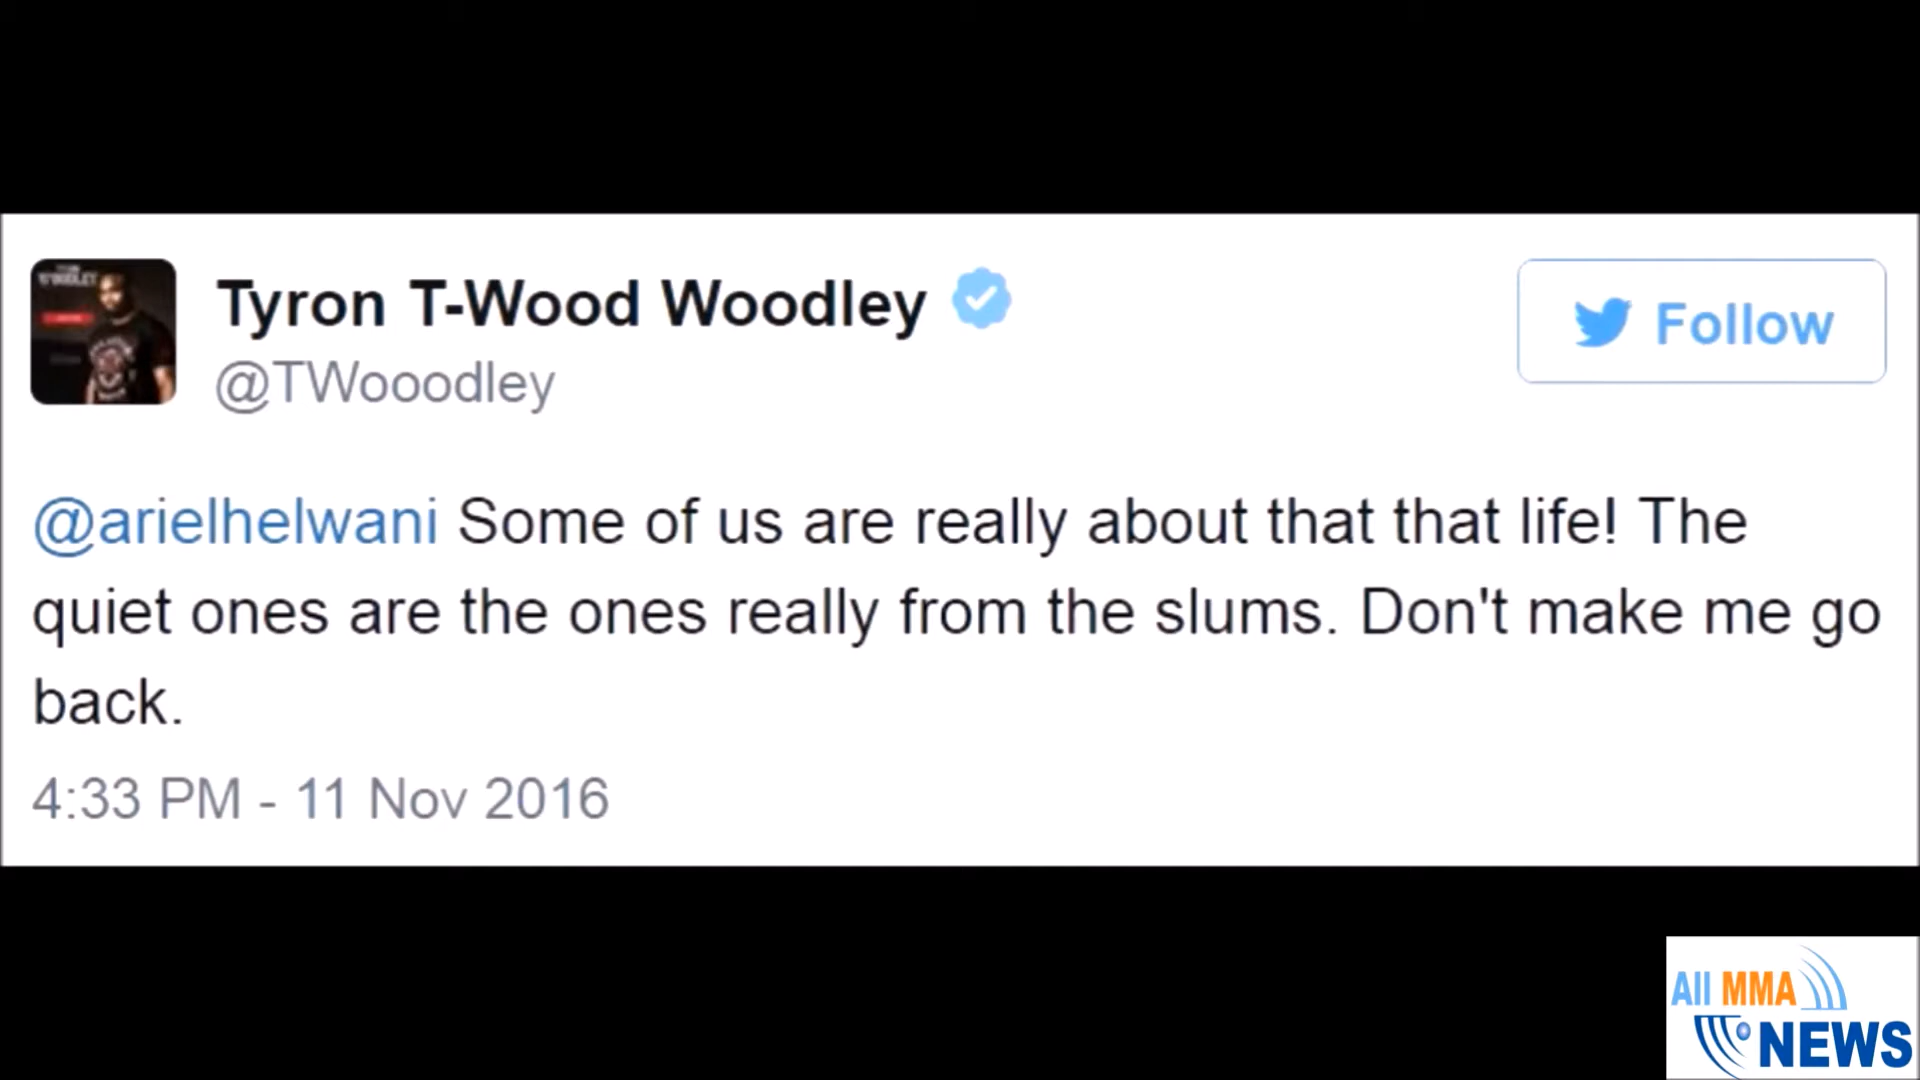 Tyron T-Wood Woodley
@TWooodley
Follow
@arielhelwani Some of us are really about that that life! The
quiet ones are the ones really from the slums. Don't make me go
back.
4:33 PM - 11 Nov 2016
All MMA
NEWS